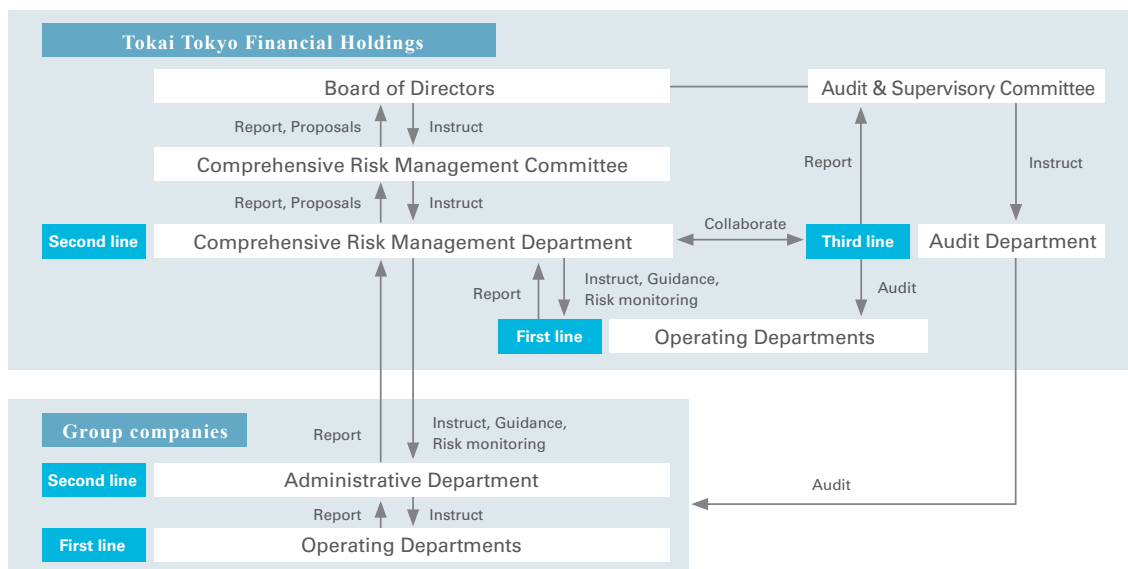 Tokai Tokyo Financial Holdings
Board of Directors
Audit & Supervisory Committee
Report, Proposals
Instruct
Report
Instruct
Comprehensive Risk Management Committee
Report, Proposals
Instruct
Second line
Comprehensive Risk Management Department
Collaborate
Third line
Audit Department
Report
Instruct, Guidance,
Risk monitoring
Audit
First line
Operating Departments
Group companies
Report
Instruct, Guidance,
Risk monitoring
Second line
Administrative Department
Audit
Report
Instruct
First line
Operating Departments